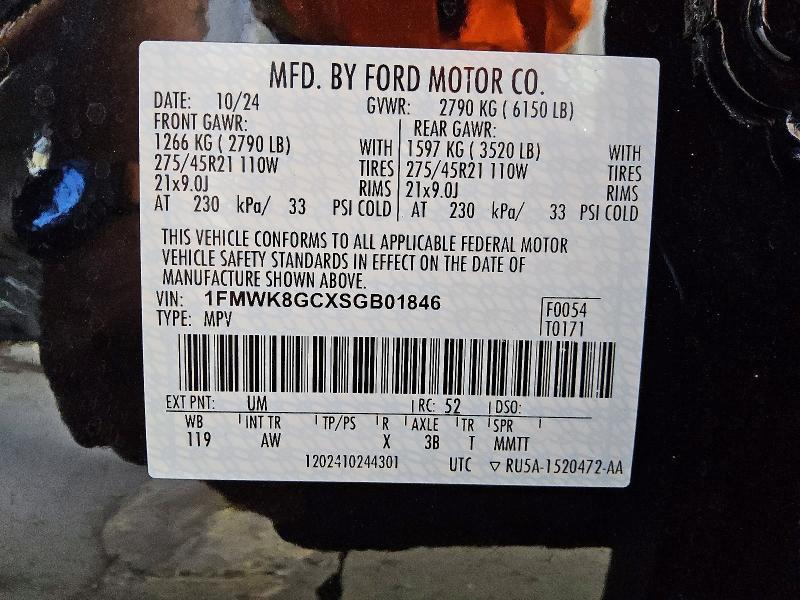 MFD. BY FORD MOTOR CO.
DATE: 10/24 GVWR: 2790 KG ( 6150 LB)
FRONT GAWR: REAR GAWR:
1266 KG ( 2790 LB) WITH 1597 KG ( 3520 LB) WITH
275/45R21 110W TIRES 275/45R21 110W TIRES
21x9.0J RIMS 21x9.0J RIMS
AT 230 kPa/ 33 PSI COLD AT 230 kPa/ 33 PSI COLD
THIS VEHICLE CONFORMS TO ALL APPLICABLE FEDERAL MOTOR
VEHICLE SAFETY STANDARDS IN EFFECT ON THE DATE OF
MANUFACTURE SHOWN ABOVE.
VIN: 1FMWK8GCXSGB01846 F0054
TYPE: MPV T0171
EXT PNT: UM RC: 52 DSO:
WB INT TR TP/PS R AXLE TR SPR
119 AW X 3B T MMTT
1202410244301 UTC ▽ RU5A-1520472-AA